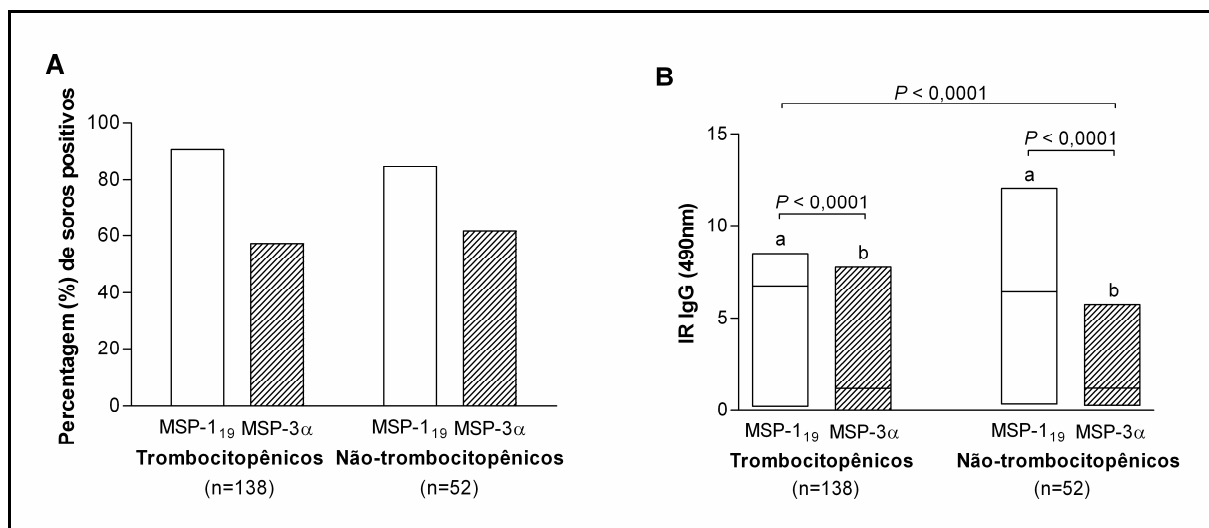 A
Percentagem (%) de soros positivos
100
80
60
40
20
0
MSP-1₁₉ MSP-3α MSP-1₁₉ MSP-3α
Trombocitopênicos Não-trombocitopênicos
(n=138) (n=52)
B
P < 0,0001
P < 0,0001
P < 0,0001
IR IgG (490nm)
15
10
5
0
a
b
a
b
MSP-1₁₉ MSP-3α MSP-1₁₉ MSP-3α
Trombocitopênicos Não-trombocitopênicos
(n=138) (n=52)